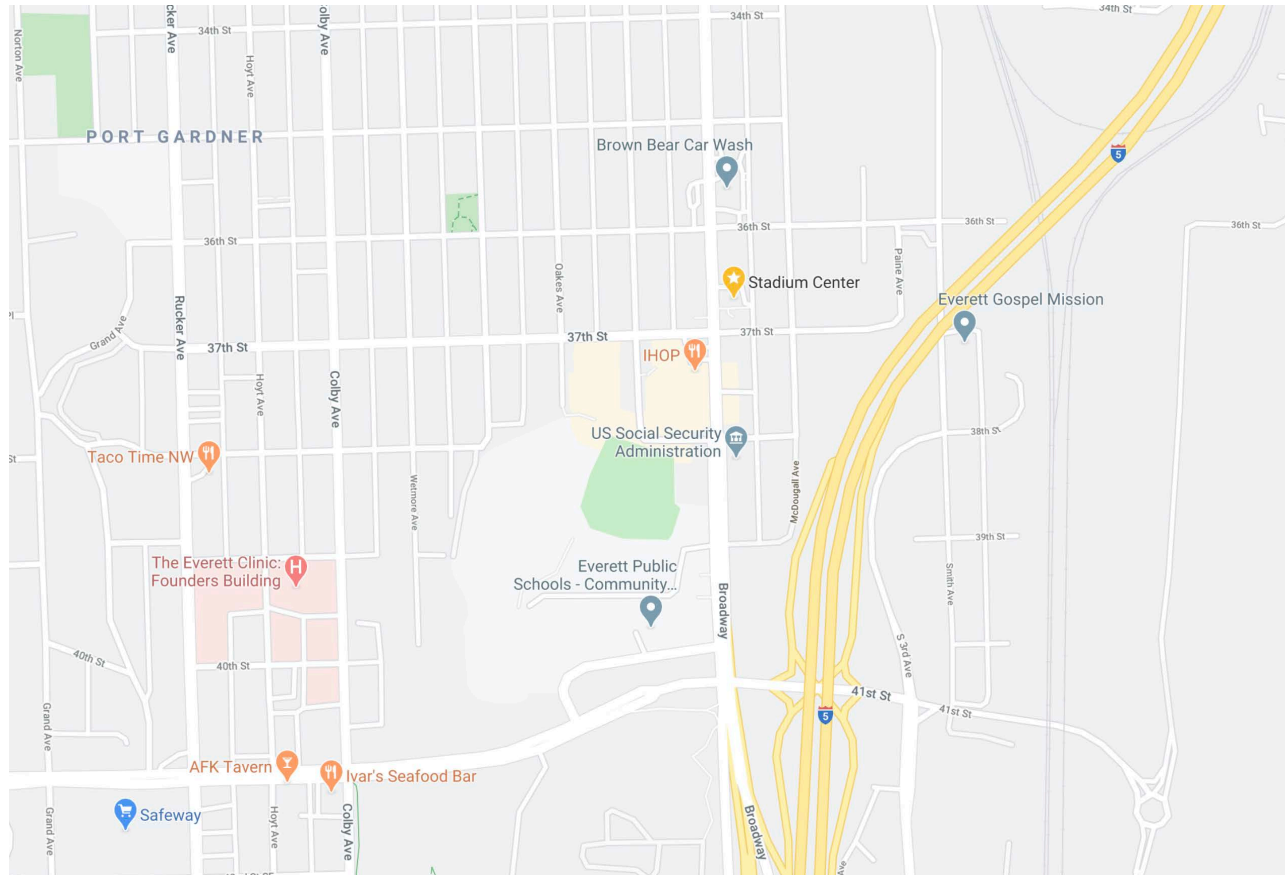 34th St
34th St
34th St
Norton Ave
cker Ave
olby Ave
Hoyt Ave
PORT GARDNER
Brown Bear Car Wash
5
36th St
36th St
36th St
36th St
Oakes Ave
Paine Ave
Stadium Center
Everett Gospel Mission
Grand Ave
Rucker Ave
37th St
37th St
37th St
IHOP
Hoyt Ave
Colby Ave
US Social Security
Administration
38th S
Taco Time NW
St
Wetmore Ave
McDougall Ave
39th St
The Everett Clinic:
Founders Building
H
Everett Public
Schools - Community...
Smith Ave
Broadway
S 3rd Ave
40th St
40th St
41st St
41st St
5
Grand Ave
AFK Tavern
Ivar's Seafood Bar
Safeway
Grand Ave
Hoyt Ave
Colby Ave
Broadway
Ave